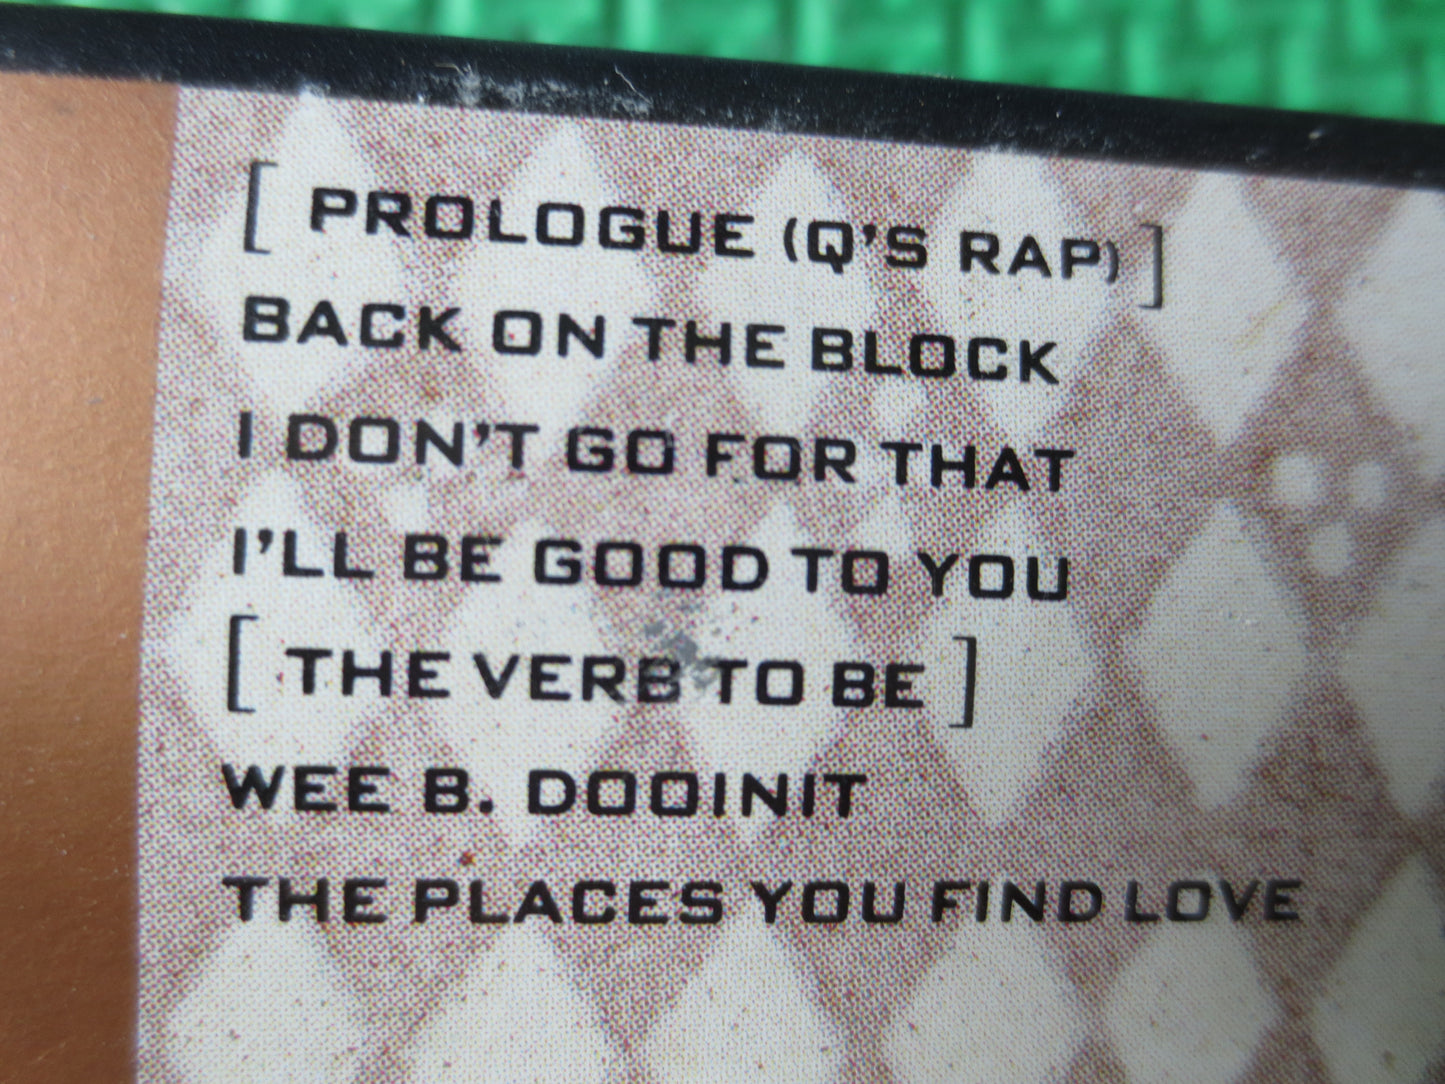 [ PROLOGUE (Q'S RAP) ]
BACK ON THE BLOCK
I DON'T GO FOR THAT
I'LL BE GOOD TO YOU
[ THE VERB TO BE ]
WEE B. DOOINIT
THE PLACES YOU FIND LOVE